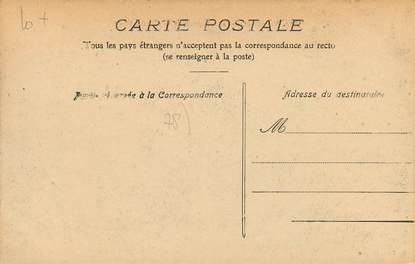 CARTE POSTALE
Tous les pays étrangers n'acceptent pas la correspondance au recto
(se renseigner à la poste)
à la Correspondance
Adresse du destinataire
M
78)